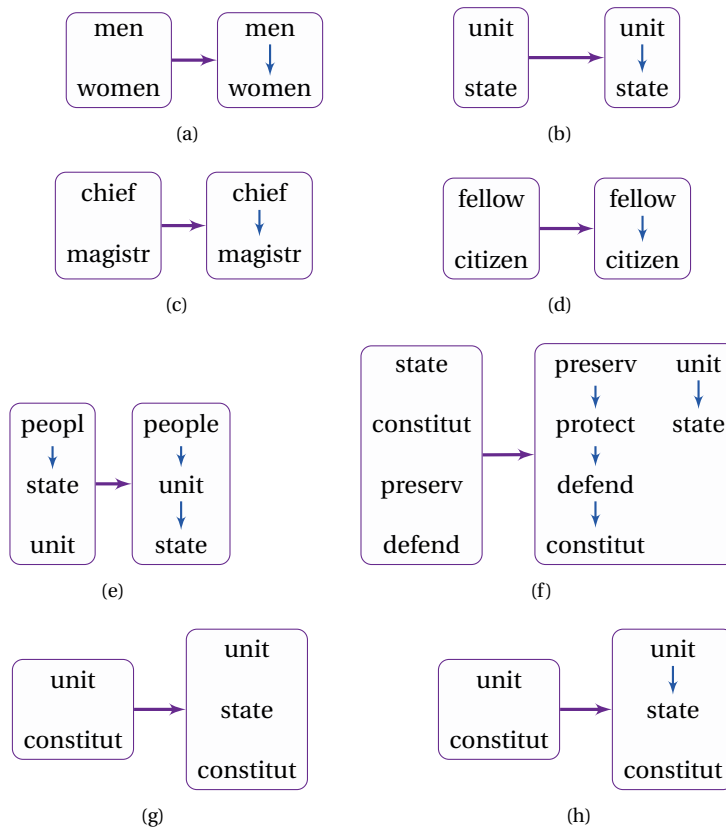 men men
women women
(a)
unit unit
state state
(b)
chief chief
magistr magistr
(c)
fellow fellow
citizen citizen
(d)
peopl people
state unit
unit state
(e)
state preserv unit
constitut protect state
preserv defend
defend constitut
(f)
unit unit
constitut state
constitut
(g)
unit unit
constitut state
constitut
(h)